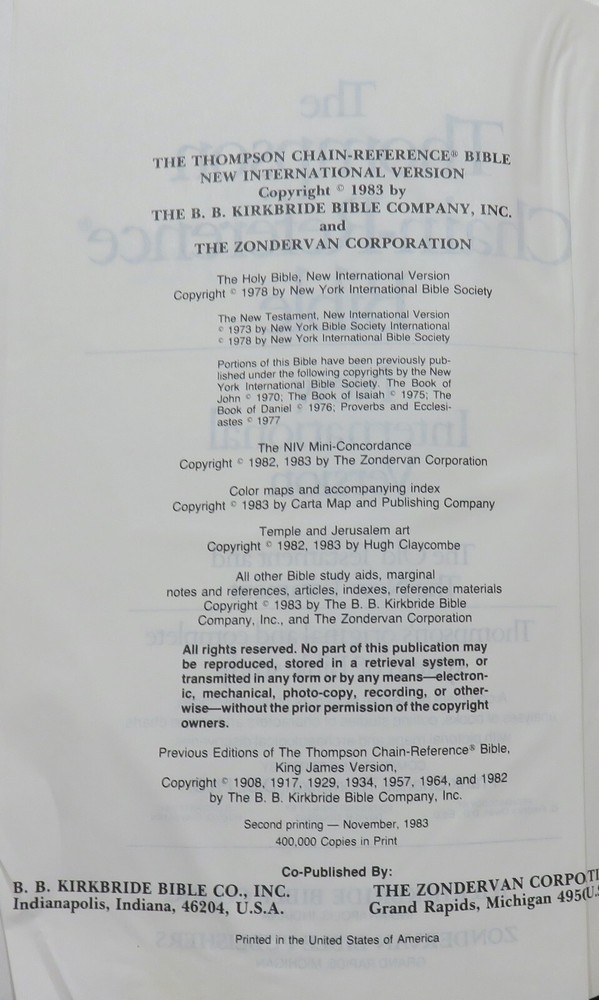 THE THOMPSON CHAIN-REFERENCE® BIBLE
NEW INTERNATIONAL VERSION
Copyright © 1983 by
THE B. B. KIRKBRIDE BIBLE COMPANY, INC.
and
THE ZONDERVAN CORPORATION
The Holy Bible, New International Version
Copyright © 1978 by New York International Bible Society
The New Testament, New International Version
© 1973 by New York Bible Society International
© 1978 by New York International Bible Society
Portions of this Bible have been previously pub-
lished under the following copyrights by the New
York International Bible Society. The Book of
John © 1970; The Book of Isaiah © 1975; The
Book of Daniel © 1976; Proverbs and Ecclesi-
astes © 1977
The NIV Mini-Concordance
Copyright © 1982, 1983 by The Zondervan Corporation
Color maps and accompanying index
Copyright © 1983 by Carta Map and Publishing Company
Temple and Jerusalem art
Copyright © 1982, 1983 by Hugh Claycombe
All other Bible study aids, marginal
notes and references, articles, indexes, reference materials
Copyright © 1983 by The B. B. Kirkbride Bible
Company, Inc., and The Zondervan Corporation
All rights reserved. No part of this publication may
be reproduced, stored in a retrieval system, or
transmitted in any form or by any means—electron-
ic, mechanical, photo-copy, recording, or other-
wise—without the prior permission of the copyright
owners.
Previous Editions of The Thompson Chain-Reference® Bible,
King James Version,
Copyright © 1908, 1917, 1929, 1934, 1957, 1964, and 1982
by The B. B. Kirkbride Bible Company, Inc.
Second printing — November, 1983
400,000 Copies in Print
Co-Published By:
B. B. KIRKBRIDE BIBLE CO., INC. THE ZONDERVAN CORPOTI
Indianapolis, Indiana, 46204, U.S.A. Grand Rapids, Michigan 495
Printed in the United States of America